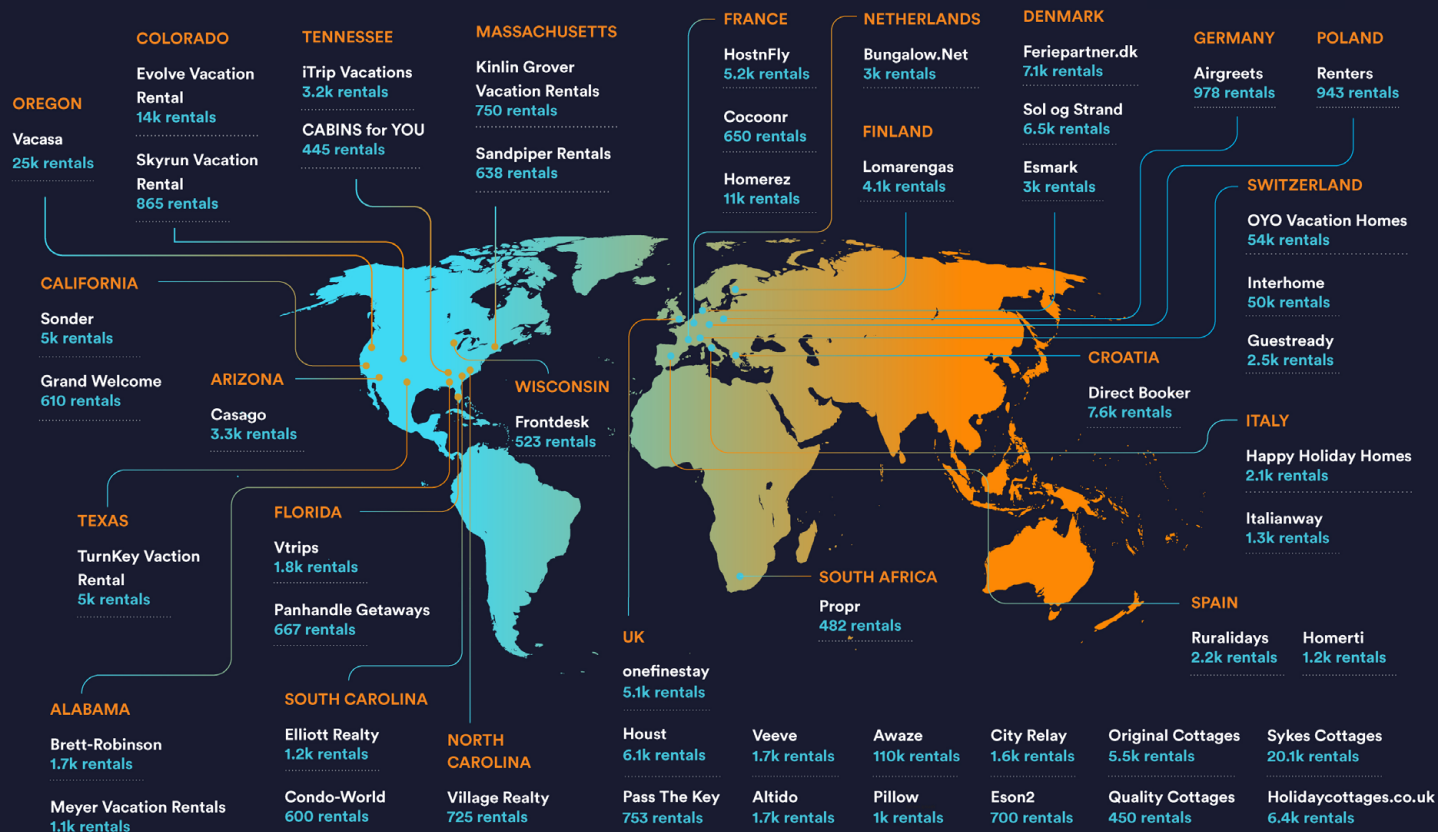 OREGON
Vacasa
25k rentals
COLORADO
Evolve Vacation
Rental
14k rentals
Skyrun Vacation
Rental
865 rentals
TENNESSEE
iTrip Vacations
3.2k rentals
CABINS for YOU
445 rentals
MASSACHUSETTS
Kinlin Grover
Vacation Rentals
750 rentals
Sandpiper Rentals
638 rentals
FRANCE
HostnFly
5.2k rentals
Cocoonr
650 rentals
Homerez
11k rentals
NETHERLANDS
Bungalow.Net
3k rentals
FINLAND
Lomarengas
4.1k rentals
DENMARK
Feriepartner.dk
7.1k rentals
Sol og Strand
6.5k rentals
Esmark
3k rentals
GERMANY
Airgreets
978 rentals
POLAND
Renters
943 rentals
SWITZERLAND
OYO Vacation Homes
54k rentals
Interhome
50k rentals
Guestready
2.5k rentals
CALIFORNIA
Sonder
5k rentals
Grand Welcome
610 rentals
ARIZONA
Casago
3.3k rentals
WISCONSIN
Frontdesk
523 rentals
CROATIA
Direct Booker
7.6k rentals
ITALY
Happy Holiday Homes
2.1k rentals
Italianway
1.3k rentals
TEXAS
TurnKey Vaction
Rental
5k rentals
FLORIDA
Vtrips
1.8k rentals
Panhandle Getaways
667 rentals
SOUTH AFRICA
Propr
482 rentals
SPAIN
Ruralidays
2.2k rentals
Homerti
1.2k rentals
ALABAMA
Brett-Robinson
1.7k rentals
Meyer Vacation Rentals
1.1k rentals
SOUTH CAROLINA
Elliott Realty
1.2k rentals
Condo-World
600 rentals
NORTH
CAROLINA
Village Realty
725 rentals
UK
onefinestay
5.1k rentals
Houst
6.1k rentals
Pass The Key
753 rentals
Veeve
1.7k rentals
Altido
1.7k rentals
Awaze
110k rentals
Pillow
1k rentals
City Relay
1.6k rentals
Eson2
700 rentals
Original Cottages
5.5k rentals
Quality Cottages
450 rentals
Sykes Cottages
20.1k rentals
Holidaycottages.co.uk
6.4k rentals